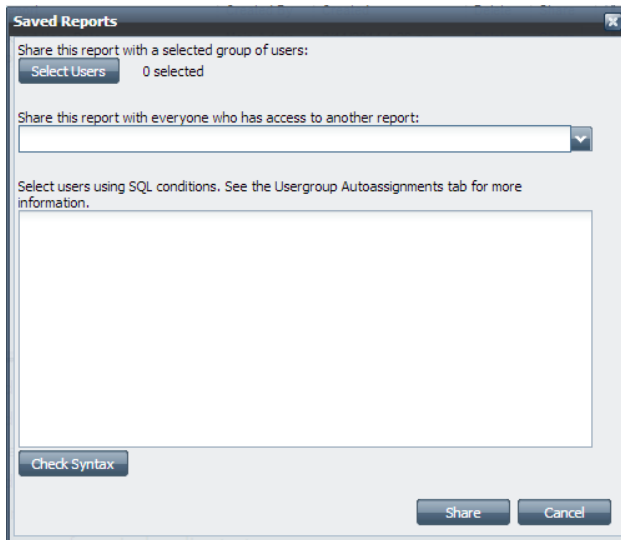 Saved Reports
Share this report with a selected group of users:
Select Users 0 selected
Share this report with everyone who has access to another report:
Select users using SQL conditions. See the Usergroup Autoassignments tab for more
information.
Check Syntax
Share Cancel